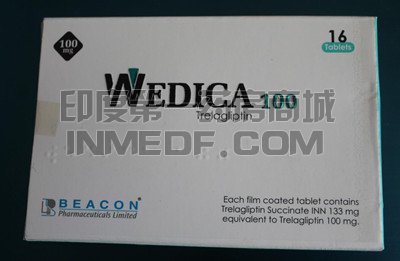 100
mg
16
Tablets
WEDICA 100
Trelagliptin
印度第一药房商城
INMEDF.COM
BEACON®
Pharmaceuticals Limited
Each film coated tablet contains
Trelagliptin Succinate INN 133 mg
equivalent to Trelagliptin 100 mg.